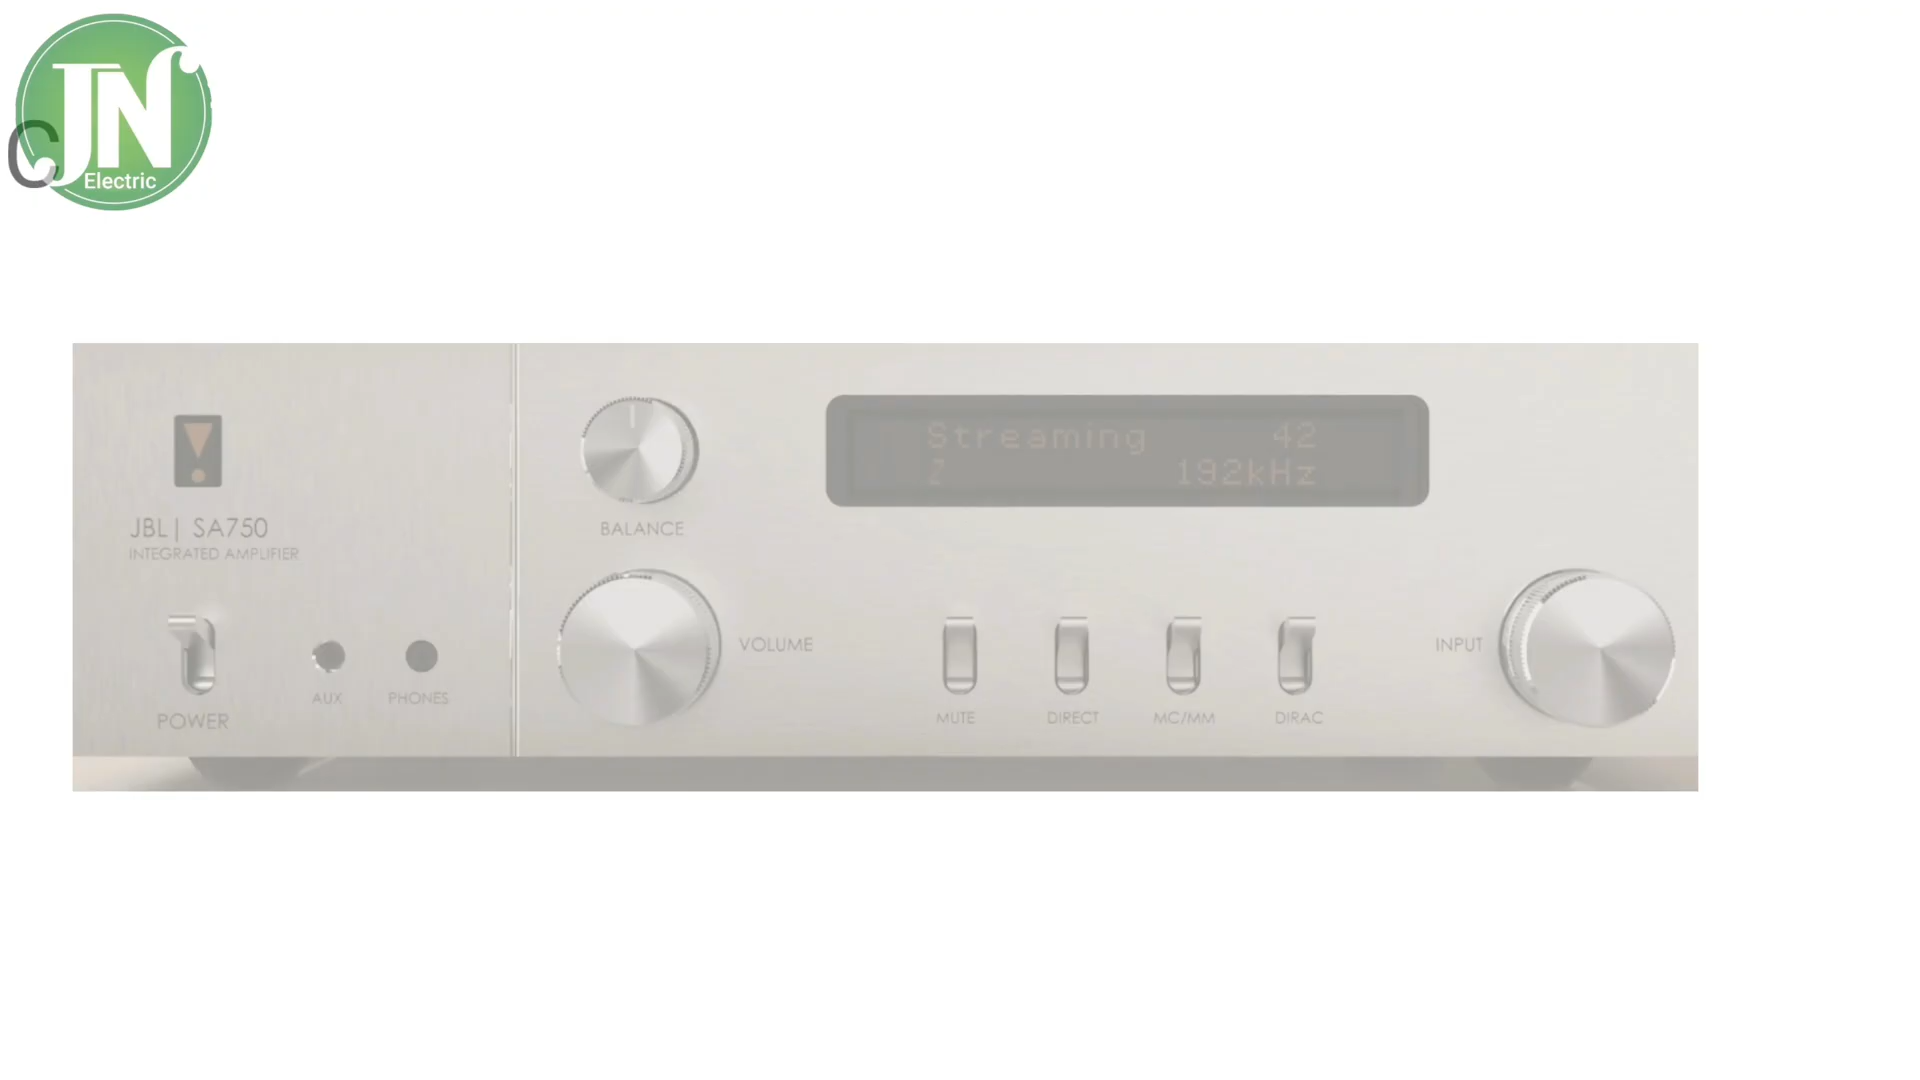 JN
Electric
C
Streaming 42
Z 192kHz
BALANCE
JBL| SA750
INTEGRATED AMPLIFIER
VOLUME
INPUT
AUX
PHONES
POWER
MUTE
DIRECT
MC/MM
DIRAC